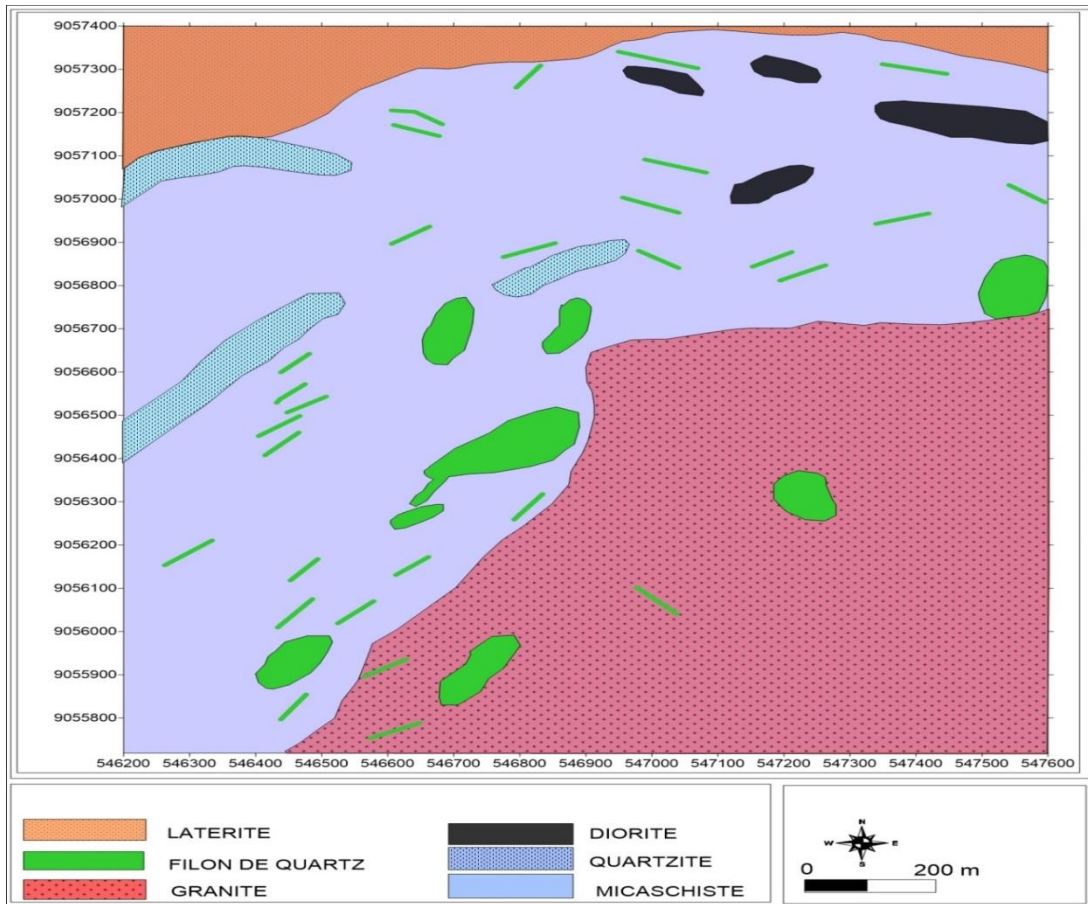 9057400
9057300
9057200
9057100
9057000
9056900
9056800
9056700
9056600
9056500
9056400
9056300
9056200
9056100
9056000
9055900
9055800
546200 546300 546400 546500 546600 546700 546800 546900 547000 547100 547200 547300 547400 547500 547600
LATERITE
FILON DE QUARTZ
GRANITE
DIORITE
QUARTZITE
MICASCHISTE
N
W E
S
0 200 m